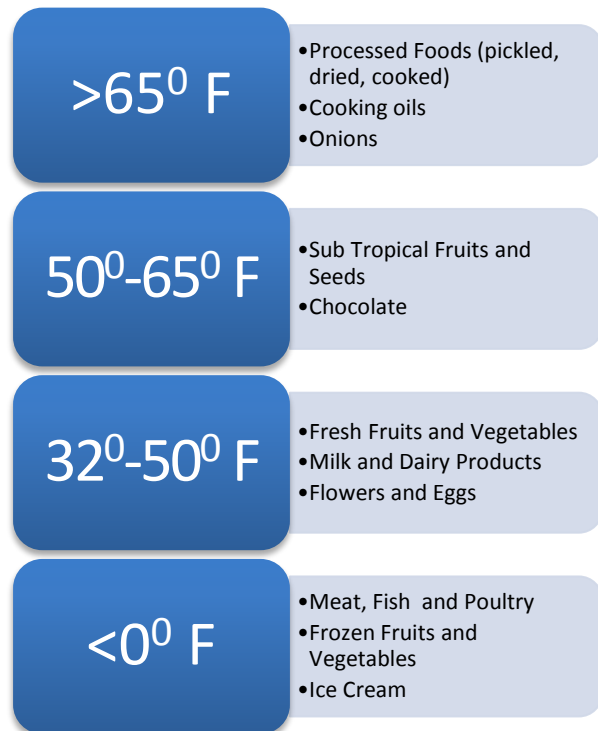 >65⁰ F
•Processed Foods (pickled,
dried, cooked)
•Cooking oils
•Onions
50⁰-65⁰ F
•Sub Tropical Fruits and
Seeds
•Chocolate
32⁰-50⁰ F
•Fresh Fruits and Vegetables
•Milk and Dairy Products
•Flowers and Eggs
<0⁰ F
•Meat, Fish and Poultry
•Frozen Fruits and
Vegetables
•Ice Cream